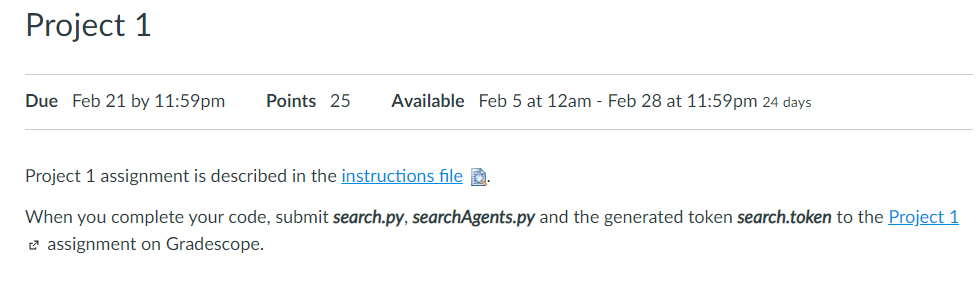 Project 1
Due Feb 21 by 11:59pm Points 25 Available Feb 5 at 12am - Feb 28 at 11:59pm 24 days
Project 1 assignment is described in the instructions file .
When you complete your code, submit search.py, searchAgents.py and the generated token search.token to the Project 1
assignment on Gradescope.